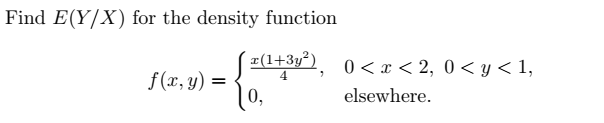 Find E(Y/X) for the density function
f(x, y) = { x(1+3y²)/4, 0 < x < 2, 0 < y < 1,
0, elsewhere.